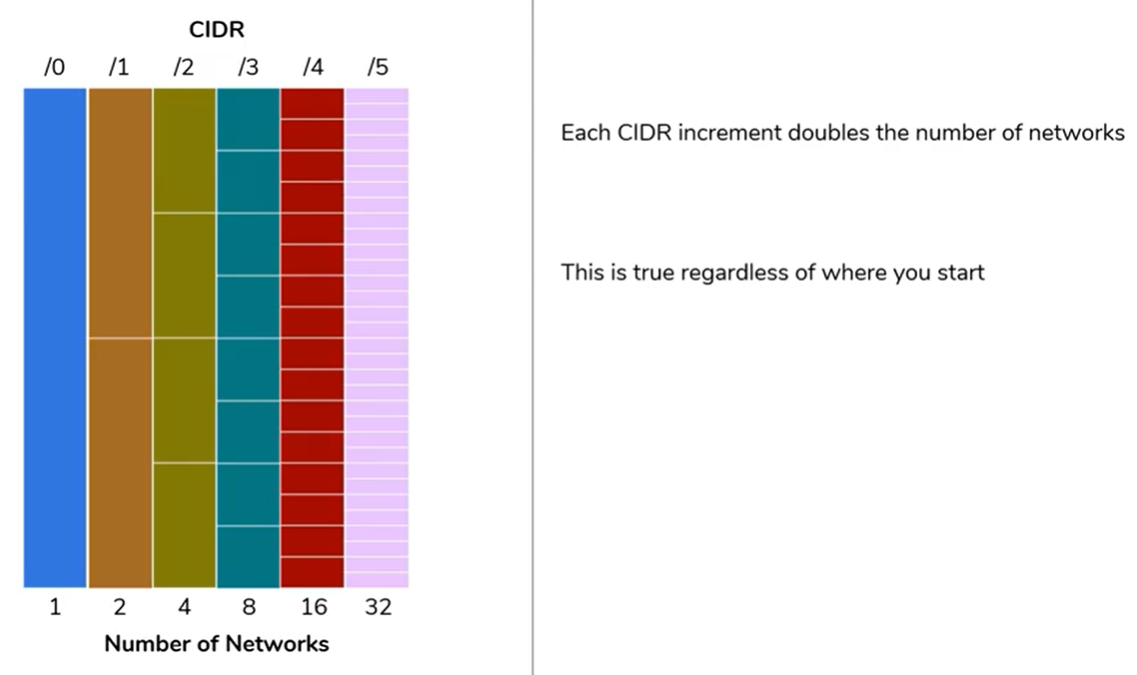 CIDR
/0 /1 /2 /3 /4 /5
1 2 4 8 16 32
Number of Networks
Each CIDR increment doubles the number of networks
This is true regardless of where you start